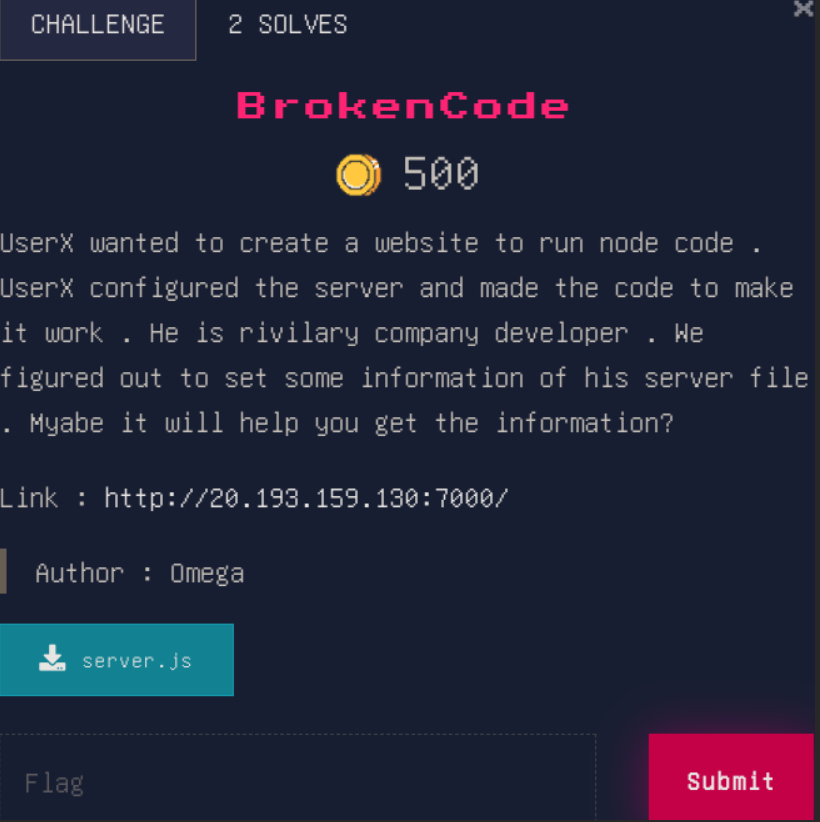 CHALLENGE 2 SOLVES
BrokenCode
500
UserX wanted to create a website to run node code .
UserX configured the server and made the code to make
it work . He is rivilary company developer . We
figured out to set some information of his server file
. Myabe it will help you get the information?
Link : http://20.193.159.130:7000/
Author : Omega
server.js
Flag
Submit